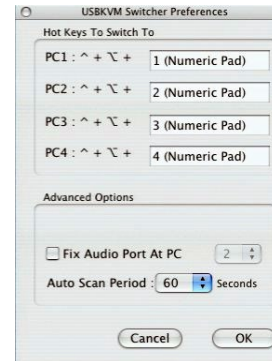 USBKVM Switcher Preferences
Hot Keys To Switch To
PC1 : ^ + ⌥ + 1 (Numeric Pad)
PC2 : ^ + ⌥ + 2 (Numeric Pad)
PC3 : ^ + ⌥ + 3 (Numeric Pad)
PC4 : ^ + ⌥ + 4 (Numeric Pad)
Advanced Options
Fix Audio Port At PC 2
Auto Scan Period : 60 Seconds
Cancel OK